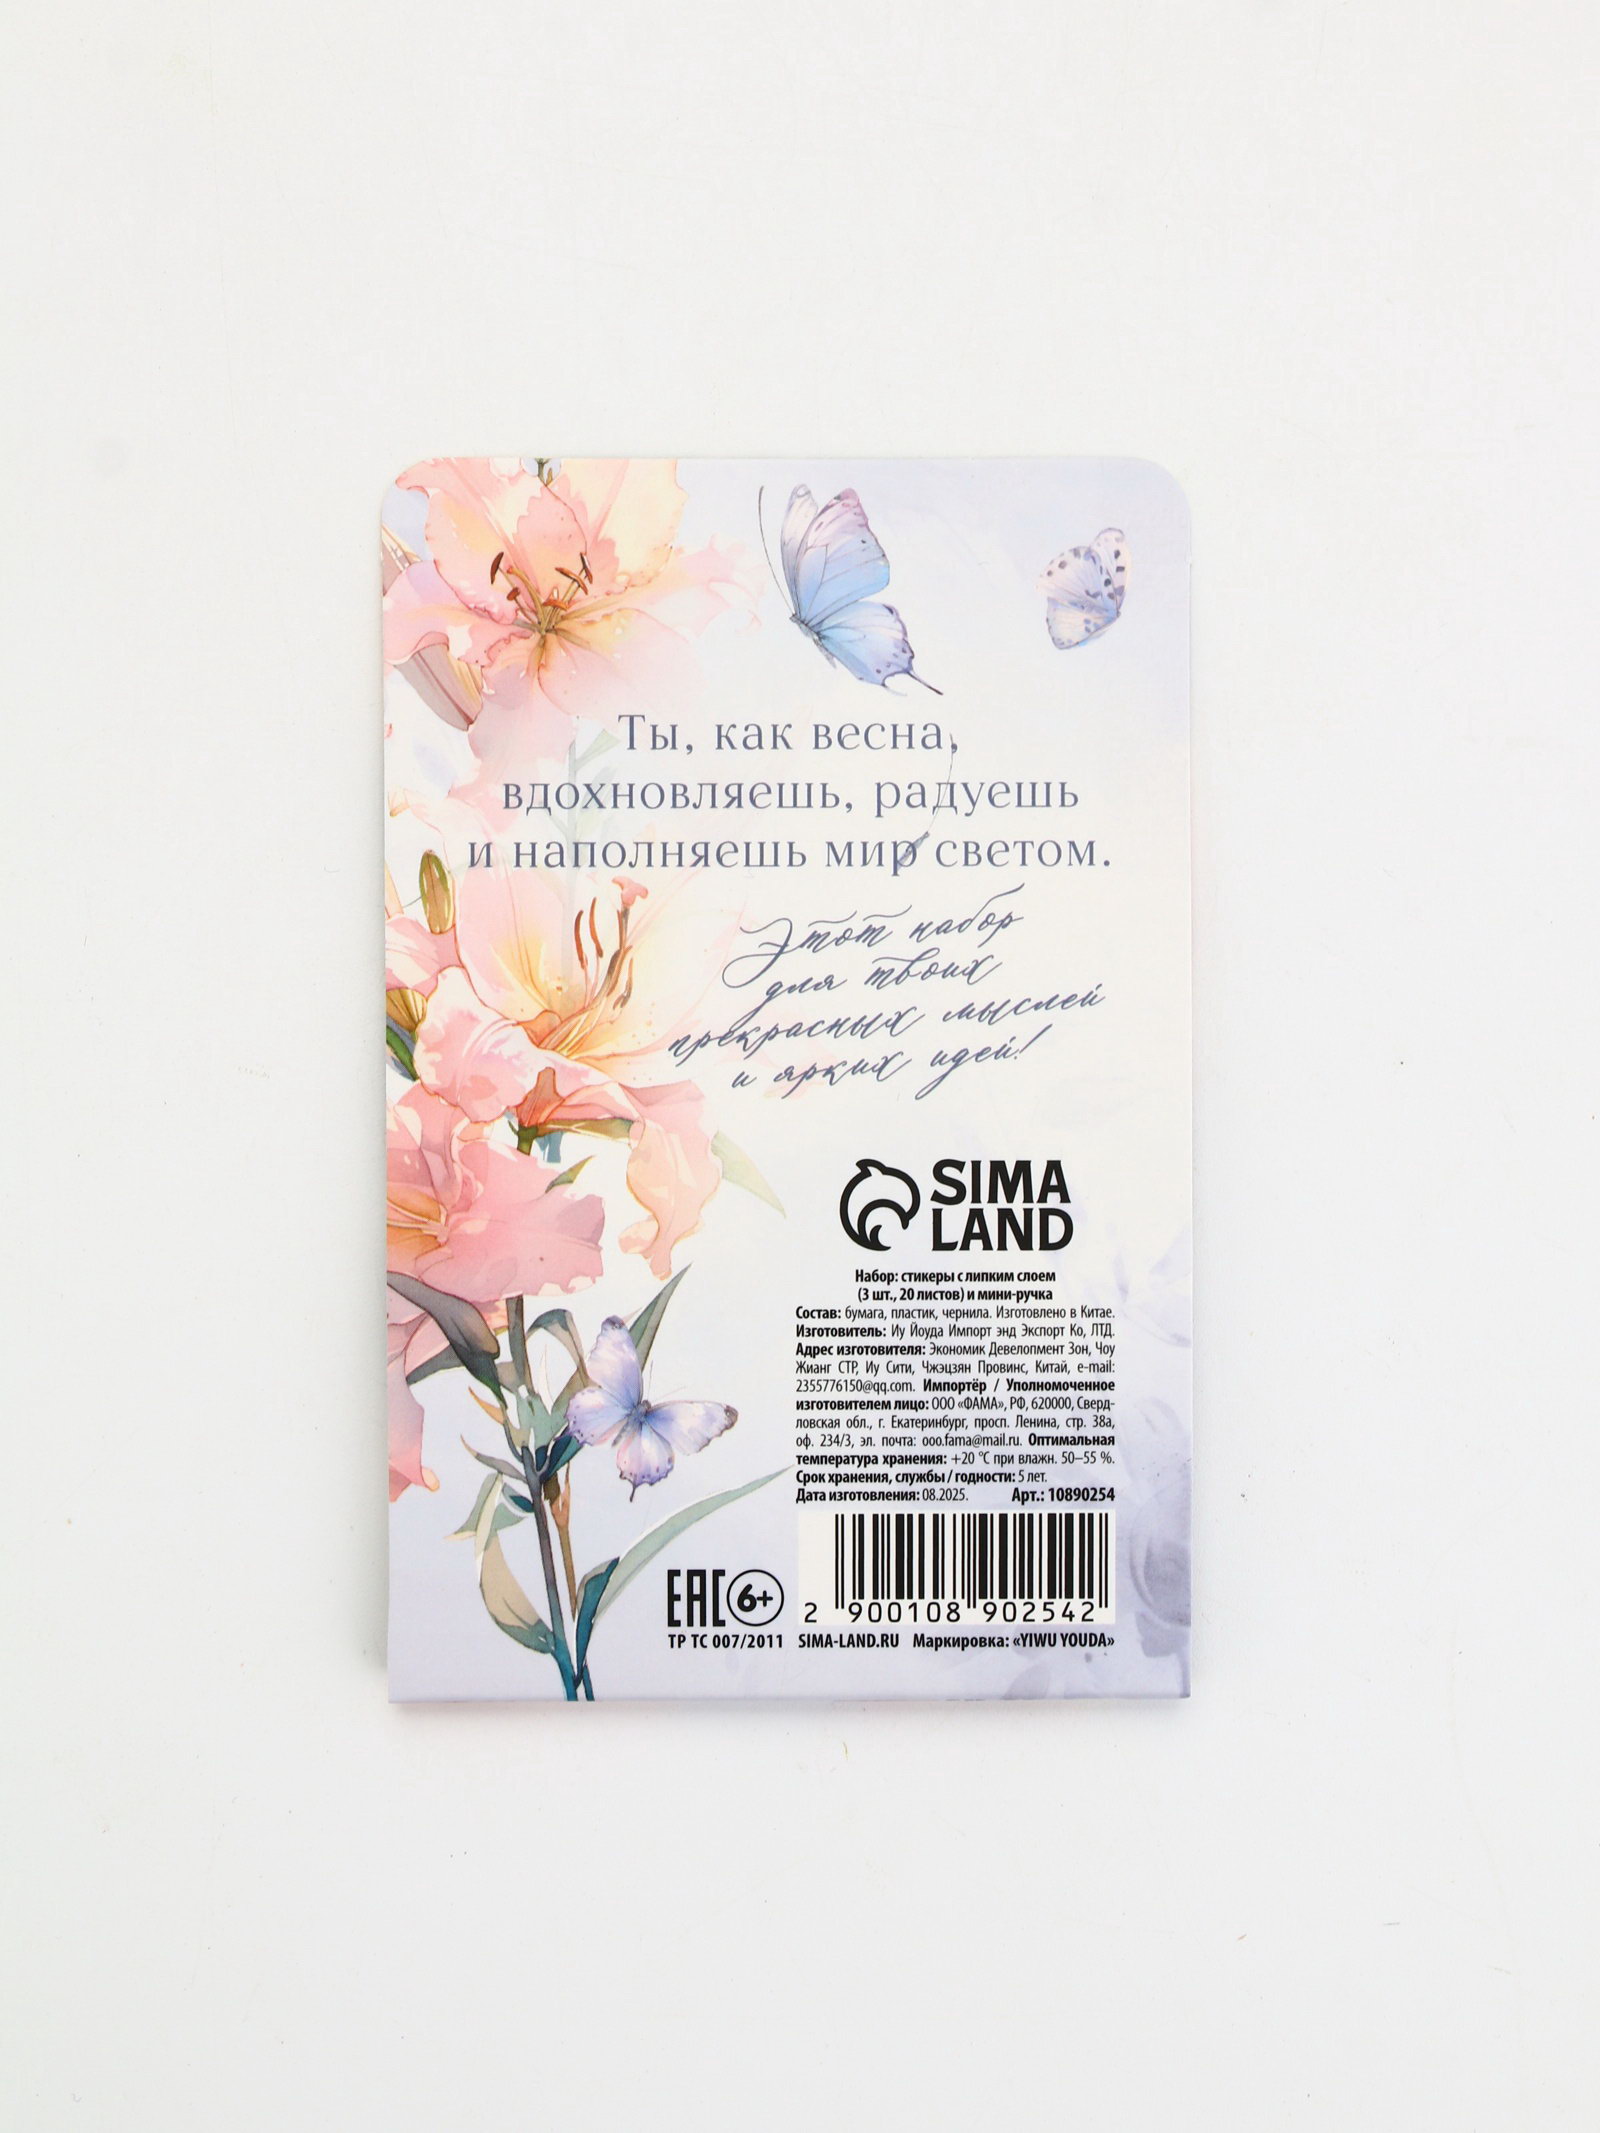 Ты, как весна,
вдохновляешь, радуешь
и наполняешь мир светом.
Этот набор
для твоих
прекрасных мыслей
и ярких идей!
SIMA
LAND
Набор: стикеры с липким слоем
(3 шт., 20 листов) и мини-ручка
Состав: бумага, пластик, чернила. Изготовлено в Китае.
Изготовитель: Иу Йоуда Импорт энд Экспорт Ко, ЛТД.
Адрес изготовителя: Экономик Девелопмент Зон, Чоу
Жианг СТР, Иу Сити, Чжэцзян Провинс, Китай, e-mail:
2355776150@qq.com. Импортёр / Уполномоченное
изготовителем лицо: ООО «ФАМА», РФ, 620000, Сверд-
ловская обл., г. Екатеринбург, просп. Ленина, стр. 38а,
оф. 234/3, эл. почта: ooo.fama@mail.ru. Оптимальная
температура хранения: +20 °С при влажн. 50–55 %.
Срок хранения, службы / годности: 5 лет.
Дата изготовления: 08.2025. Арт.: 10890254
EAC 6+
2 900108 902542
ТР ТС 007/2011 SIMA-LAND.RU Маркировка: «YIWU YOUDA»